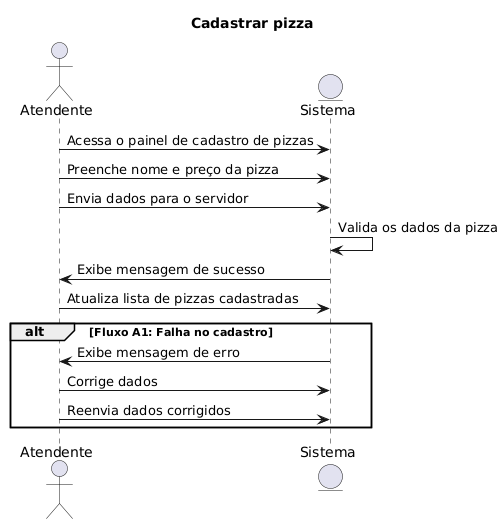 Cadastrar pizza
Atendente
Sistema
Acessa o painel de cadastro de pizzas
Preenche nome e preço da pizza
Envia dados para o servidor
Valida os dados da pizza
Exibe mensagem de sucesso
Atualiza lista de pizzas cadastradas
alt [Fluxo A1: Falha no cadastro]
Exibe mensagem de erro
Corrige dados
Reenvia dados corrigidos
Atendente
Sistema